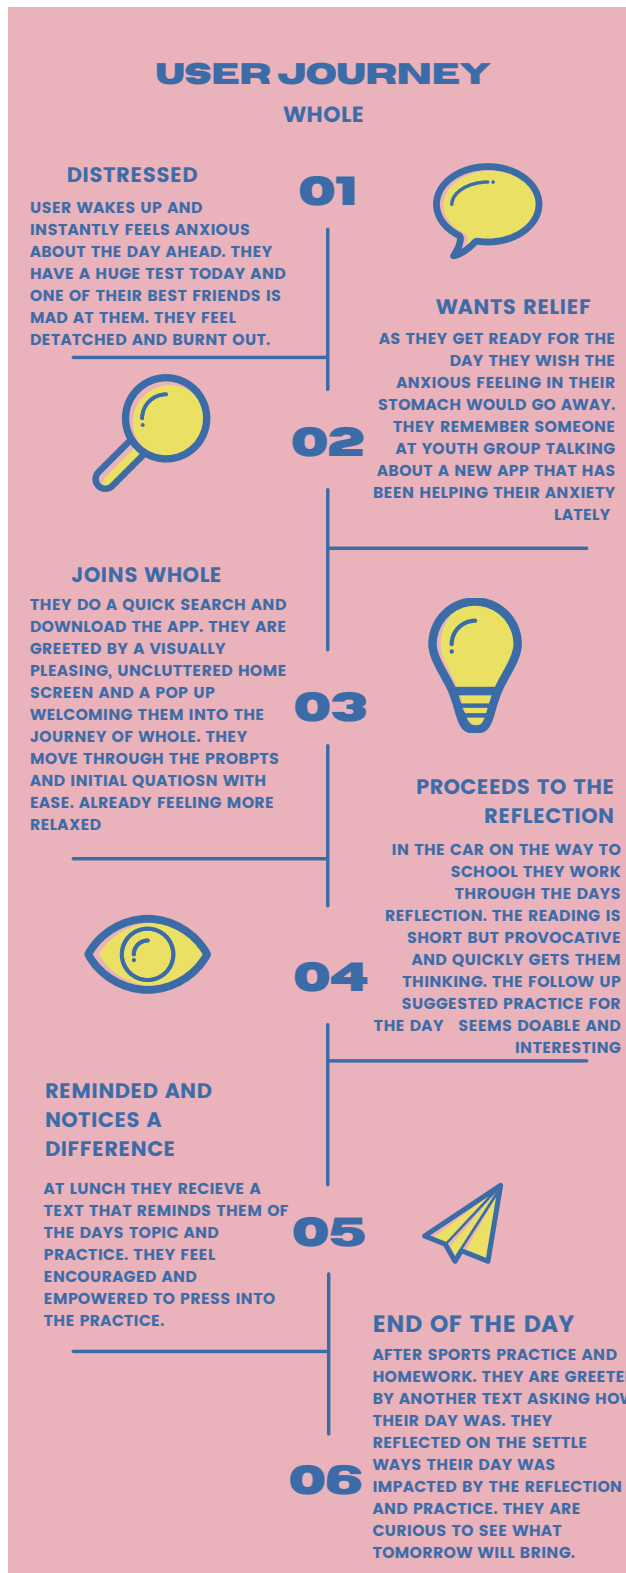 USER JOURNEY
WHOLE
01
DISTRESSED
USER WAKES UP AND
INSTANTLY FEELS ANXIOUS
ABOUT THE DAY AHEAD. THEY
HAVE A HUGE TEST TODAY AND
ONE OF THEIR BEST FRIENDS IS
MAD AT THEM. THEY FEEL
DETATCHED AND BURNT OUT.
02
WANTS RELIEF
AS THEY GET READY FOR THE
DAY THEY WISH THE
ANXIOUS FEELING IN THEIR
STOMACH WOULD GO AWAY.
THEY REMEMBER SOMEONE
AT YOUTH GROUP TALKING
ABOUT A NEW APP THAT HAS
BEEN HELPING THEIR ANXIETY
LATELY
03
JOINS WHOLE
THEY DO A QUICK SEARCH AND
DOWNLOAD THE APP. THEY ARE
GREETED BY A VISUALLY
PLEASING, UNCLUTTERED HOME
SCREEN AND A POP UP
WELCOMING THEM INTO THE
JOURNEY OF WHOLE. THEY
MOVE THROUGH THE PROBPTS
AND INITIAL QUATIOSN WITH
EASE. ALREADY FEELING MORE
RELAXED
04
PROCEEDS TO THE
REFLECTION
IN THE CAR ON THE WAY TO
SCHOOL THEY WORK
THROUGH THE DAYS
REFLECTION. THE READING IS
SHORT BUT PROVOCATIVE
AND QUICKLY GETS THEM
THINKING. THE FOLLOW UP
SUGGESTED PRACTICE FOR
THE DAY SEEMS DOABLE AND
INTERESTING
05
REMINDED AND
NOTICES A
DIFFERENCE
AT LUNCH THEY RECIEVE A
TEXT THAT REMINDS THEM OF
THE DAYS TOPIC AND
PRACTICE. THEY FEEL
ENCOURAGED AND
EMPOWERED TO PRESS INTO
THE PRACTICE.
06
END OF THE DAY
AFTER SPORTS PRACTICE AND
HOMEWORK. THEY ARE GREETED
BY ANOTHER TEXT ASKING HOW
THEIR DAY WAS. THEY
REFLECTED ON THE SETTLE
WAYS THEIR DAY WAS
IMPACTED BY THE REFLECTION
AND PRACTICE. THEY ARE
CURIOUS TO SEE WHAT
TOMORROW WILL BRING.